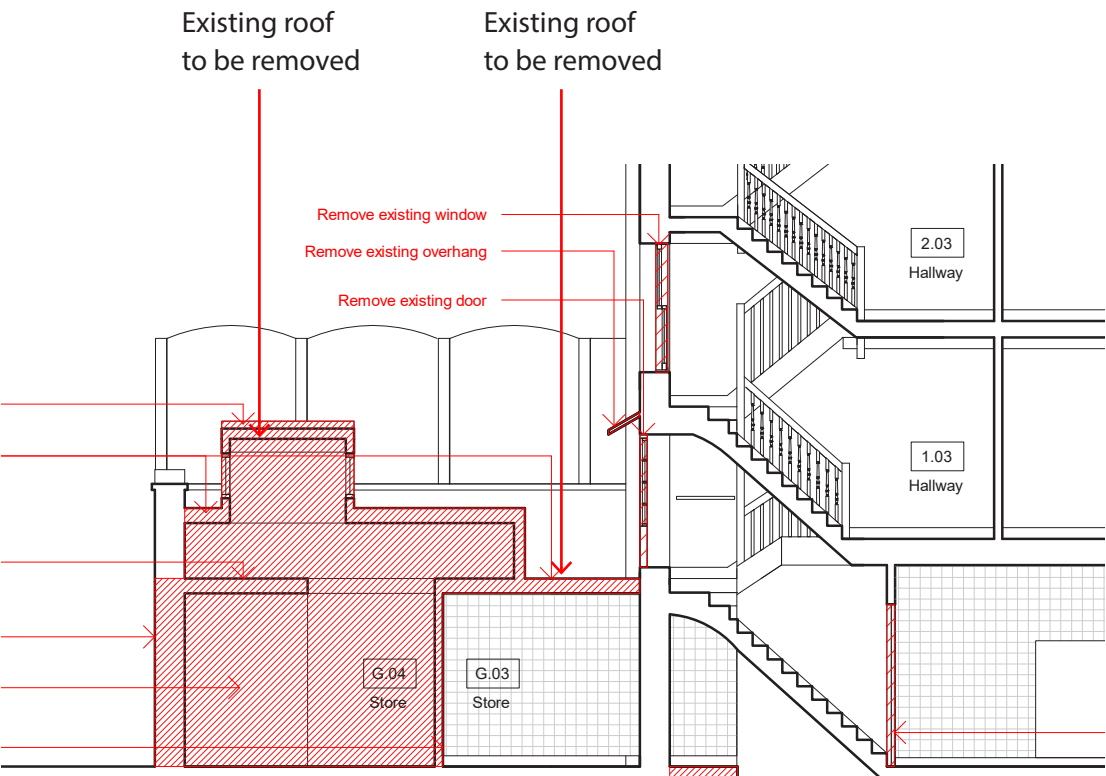 Existing roof
to be removed
Existing roof
to be removed
Remove existing window
Remove existing overhang
Remove existing door
2.03
Hallway
1.03
Hallway
G.04
Store
G.03
Store